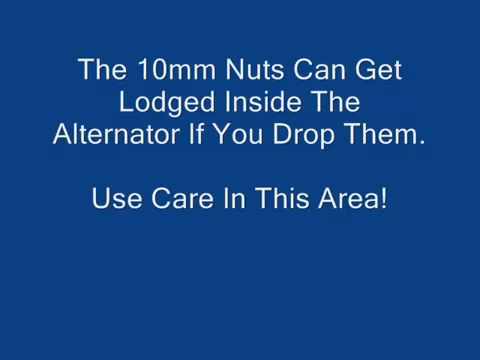 The 10mm Nuts Can Get
Lodged Inside The
Alternator If You Drop Them.
Use Care In This Area!